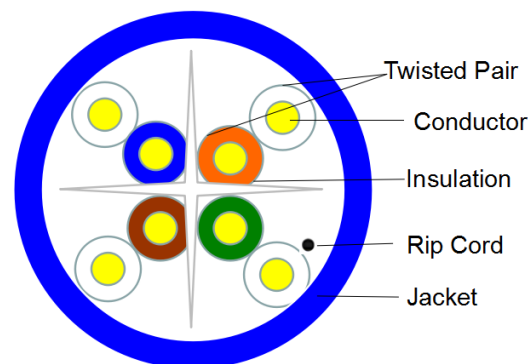 Twisted Pair
Conductor
Insulation
Rip Cord
Jacket